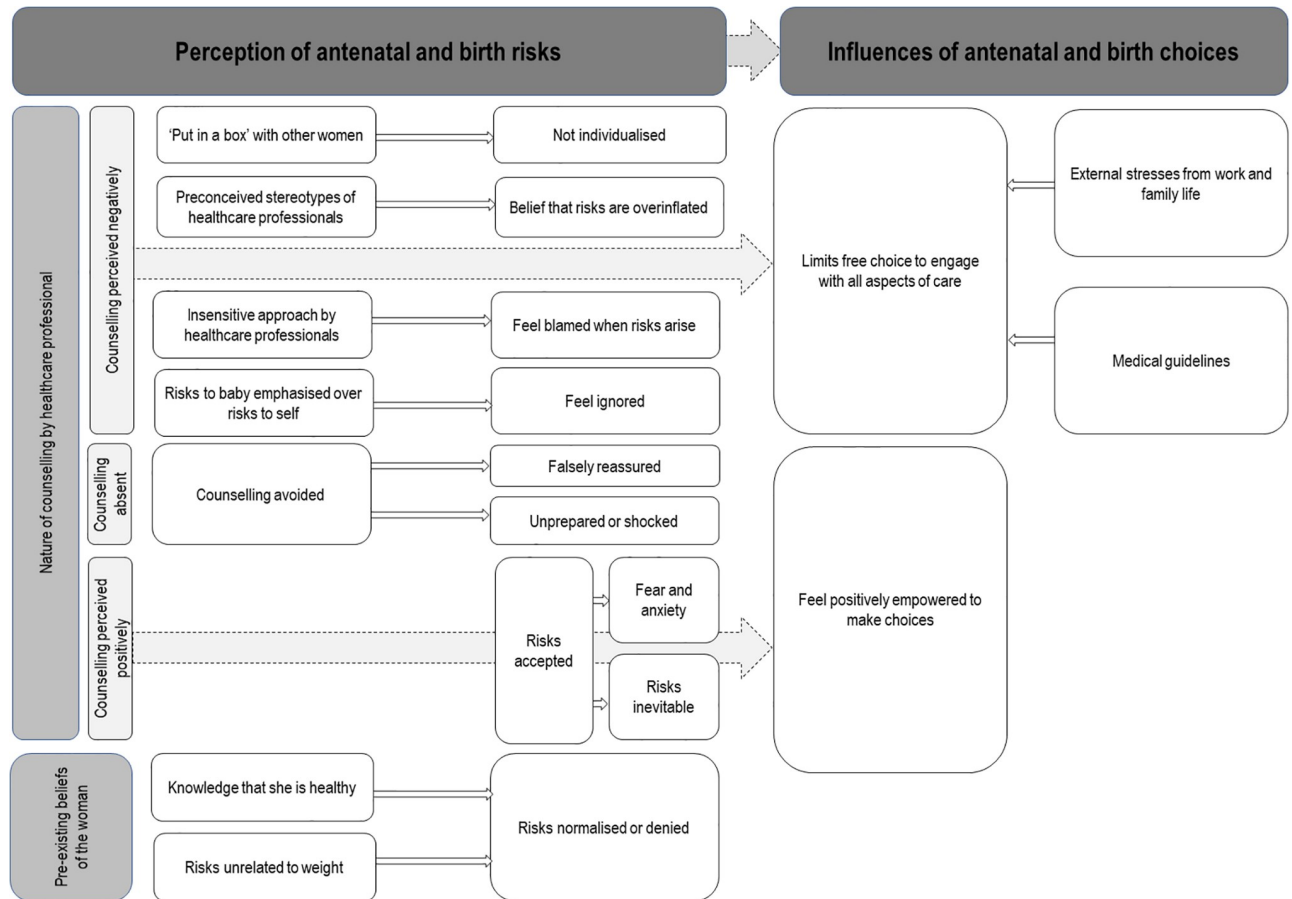 Perception of antenatal and birth risks
Influences of antenatal and birth choices
Nature of counselling by healthcare professional
Counselling perceived negatively
'Put in a box' with other women
Not individualised
Preconceived stereotypes of
healthcare professionals
Belief that risks are overinflated
Insensitive approach by
healthcare professionals
Feel blamed when risks arise
Risks to baby emphasised over
risks to self
Feel ignored
Counselling
absent
Counselling avoided
Falsely reassured
Unprepared or shocked
Counselling perceived
positively
Risks
accepted
Fear and
anxiety
Risks
inevitable
Pre-existing beliefs
of the woman
Knowledge that she is healthy
Risks unrelated to weight
Risks normalised or denied
Limits free choice to engage
with all aspects of care
External stresses from work and
family life
Medical guidelines
Feel positively empowered to
make choices